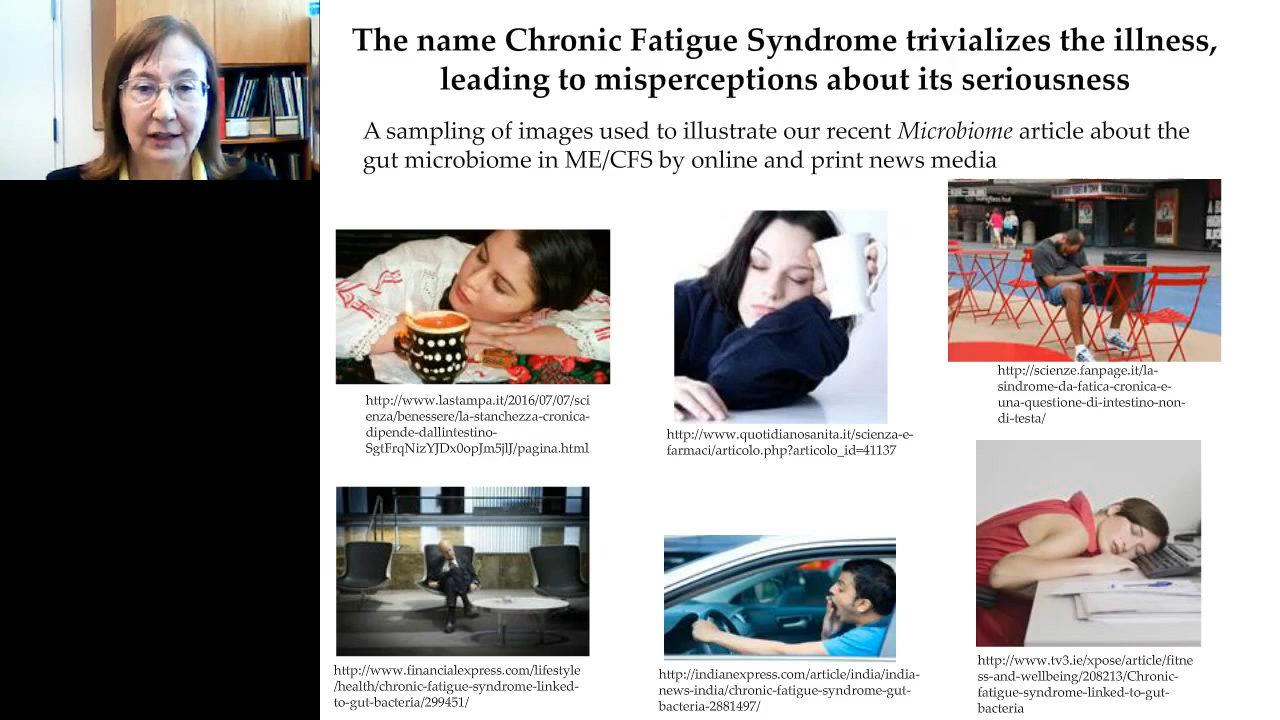 The name Chronic Fatigue Syndrome trivializes the illness,
leading to misperceptions about its seriousness
A sampling of images used to illustrate our recent Microbiome article about the
gut microbiome in ME/CFS by online and print news media
http://www.lastampa.it/2016/07/07/sci
enza/benessere/la-stanchezza-cronica-
dipende-dallintestino-
SgtFrqNizYJDx0opJm5jlJ/pagina.html
http://www.quotidianosanita.it/scienza-e-
farmaci/articolo.php?articolo_id=41137
http://scienze.fanpage.it/la-
sindrome-da-fatica-cronica-e-
una-questione-di-intestino-non-
di-testa/
http://www.financialexpress.com/lifestyle
/health/chronic-fatigue-syndrome-linked-
to-gut-bacteria/299451/
http://indianexpress.com/article/india/india-
news-india/chronic-fatigue-syndrome-gut-
bacteria-2881497/
http://www.tv3.ie/xpose/article/fitne
ss-and-wellbeing/208213/Chronic-
fatigue-syndrome-linked-to-gut-
bacteria